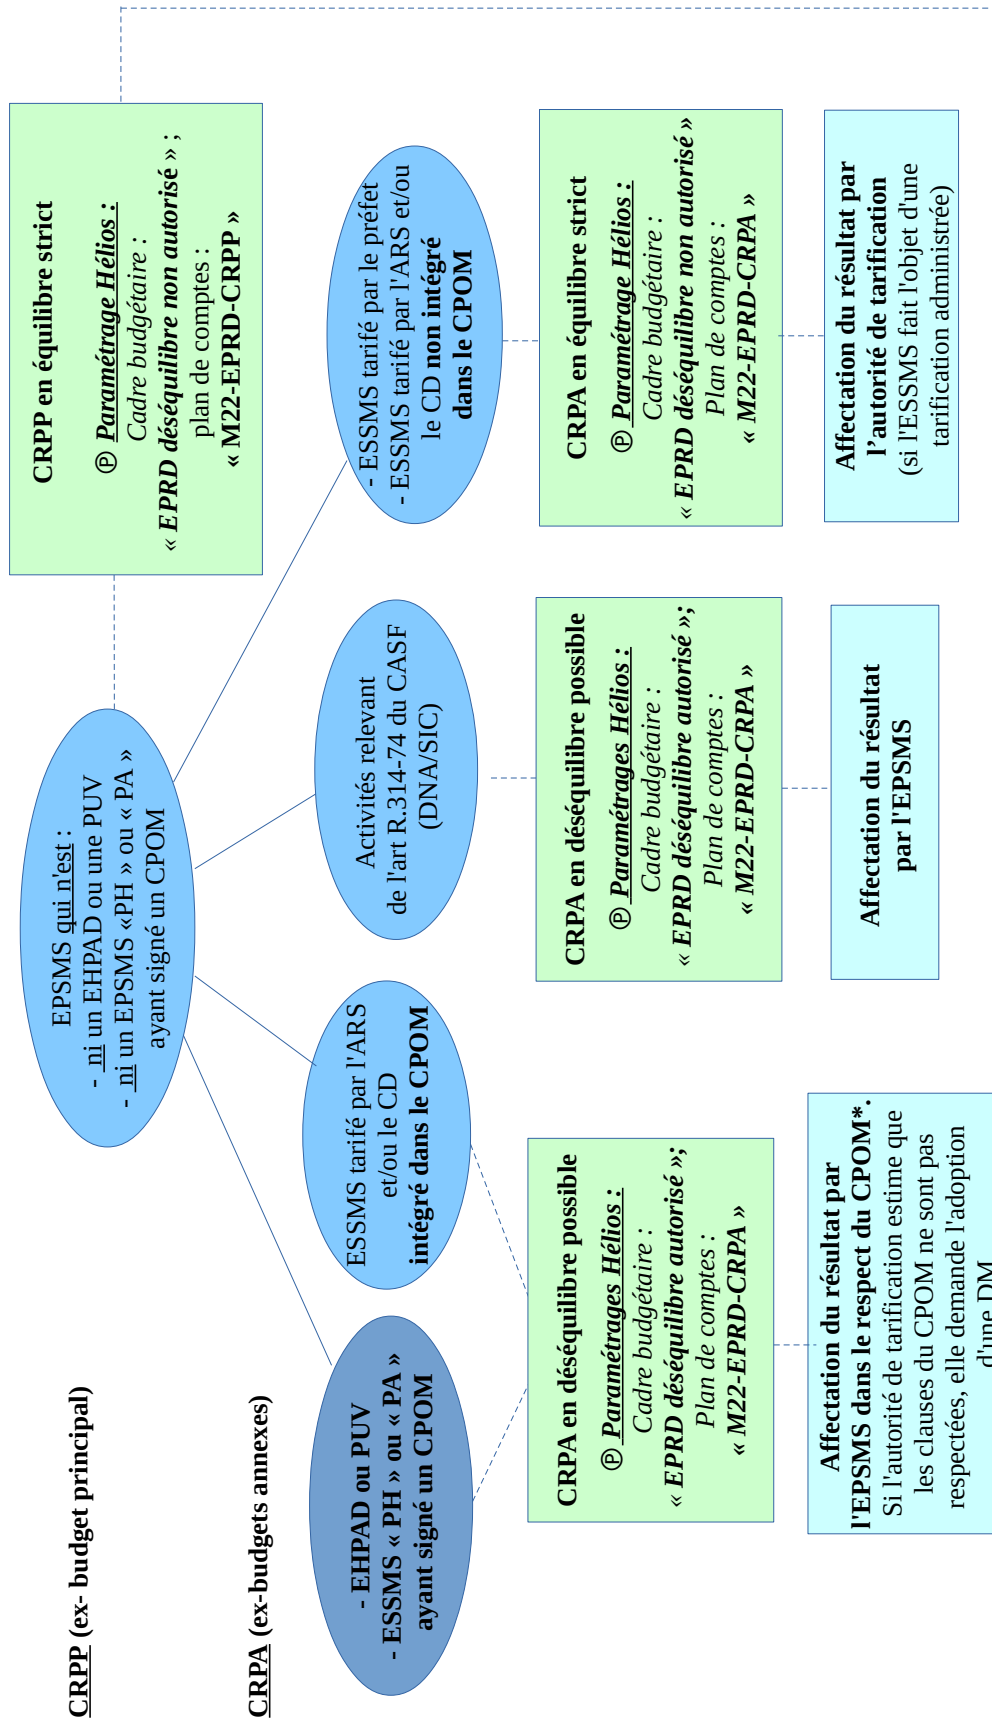 CRPP (ex- budget principal)
EPSMS qui n'est :
- ni un EHPAD ou une PUV
- ni un EPSMS «PH » ou « PA »
ayant signé un CPOM
CRPP en équilibre strict
Ⓟ Paramétrage Hélios :
Cadre budgétaire :
« EPRD déséquilibre non autorisé » ;
plan de comptes :
« M22-EPRD-CRPP »
CRPA (ex-budgets annexes)
- EHPAD ou PUV
- ESSMS « PH » ou « PA »
ayant signé un CPOM
ESSMS tarifé par l'ARS
et/ou le CD
intégré dans le CPOM
Activités relevant
de l'art R.314-74 du CASF
(DNA/SIC)
- ESSMS tarifé par le préfet
- ESSMS tarifé par l'ARS et/ou
le CD non intégré
dans le CPOM
CRPA en déséquilibre possible
Ⓟ Paramétrages Hélios :
Cadre budgétaire :
« EPRD déséquilibre autorisé »;
Plan de comptes :
« M22-EPRD-CRPA »
CRPA en déséquilibre possible
Ⓟ Paramétrages Hélios :
Cadre budgétaire :
« EPRD déséquilibre autorisé »;
Plan de comptes :
« M22-EPRD-CRPA »
CRPA en équilibre strict
Ⓟ Paramétrage Hélios :
Cadre budgétaire :
« EPRD déséquilibre non autorisé »
Plan de comptes :
« M22-EPRD-CRPA »
Affectation du résultat par
l'EPSMS dans le respect du CPOM*.
Si l'autorité de tarification estime que
les clauses du CPOM ne sont pas
respectées, elle demande l'adoption
d'une DM
Affectation du résultat
par l'EPSMS
Affectation du résultat par
l’autorité de tarification
(si l'ESSMS fait l'objet d'une
tarification administrée)